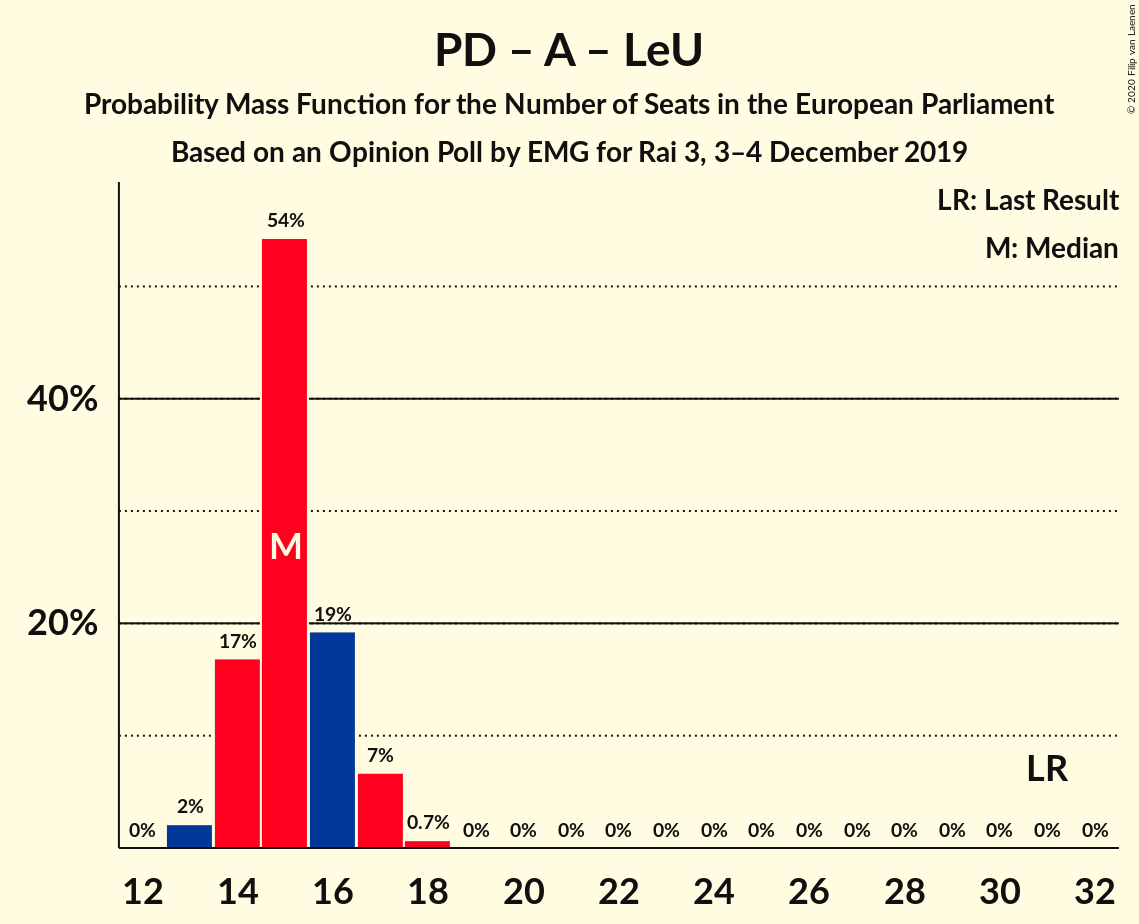 PD – A – LeU
Probability Mass Function for the Number of Seats in the European Parliament
Based on an Opinion Poll by EMG for Rai 3, 3–4 December 2019
© 2020 Filip van Laenen
LR: Last Result
M: Median
54%
40%
M
20%
19%
17%
7%
LR
2%
0.7%
0% 0% 0% 0% 0% 0% 0% 0% 0% 0% 0% 0% 0% 0% 0%
12 14 16 18 20 22 24 26 28 30 32